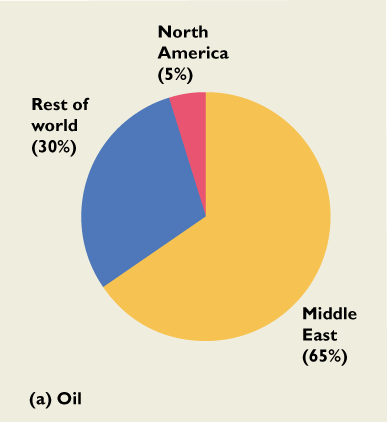 North
America
(5%)
Rest of
world
(30%)
Middle
East
(65%)
(a) Oil